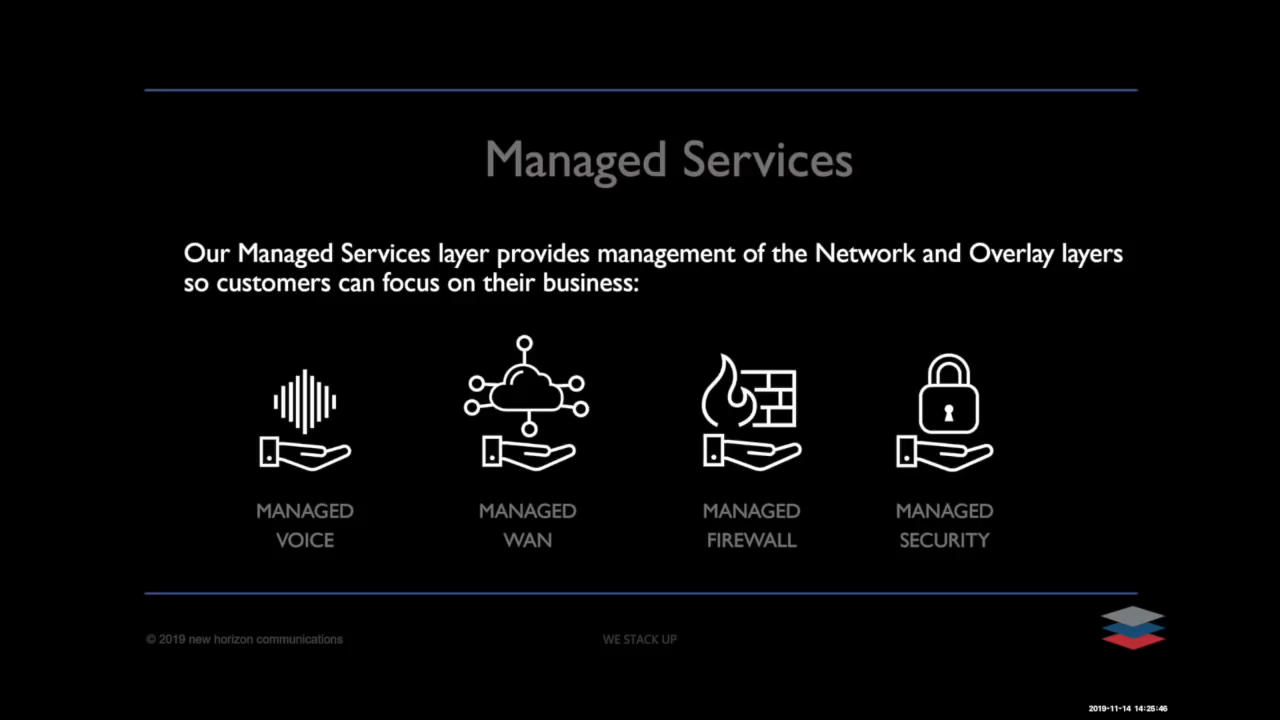 Managed Services
Our Managed Services layer provides management of the Network and Overlay layers
so customers can focus on their business:
MANAGED
VOICE
MANAGED
WAN
MANAGED
FIREWALL
MANAGED
SECURITY
© 2019 new horizon communications
WE STACK UP
2019-11-14 14:25:46